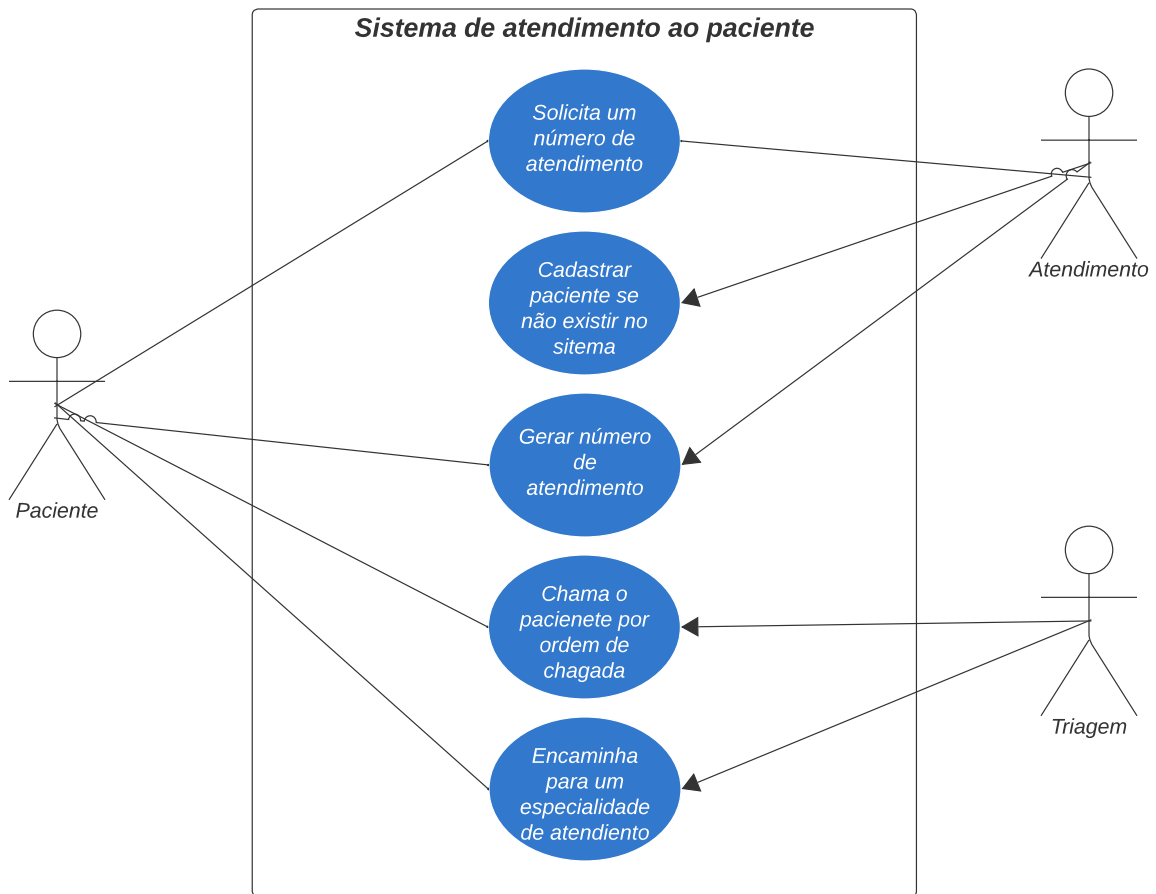 Sistema de atendimento ao paciente
Solicita um
número de
atendimento
Atendimento
Cadastrar
paciente se
não existir no
sitema
Gerar número
de
atendimento
Paciente
Chama o
pacienete por
ordem de
chagada
Triagem
Encaminha
para um
especialidade
de atendiento